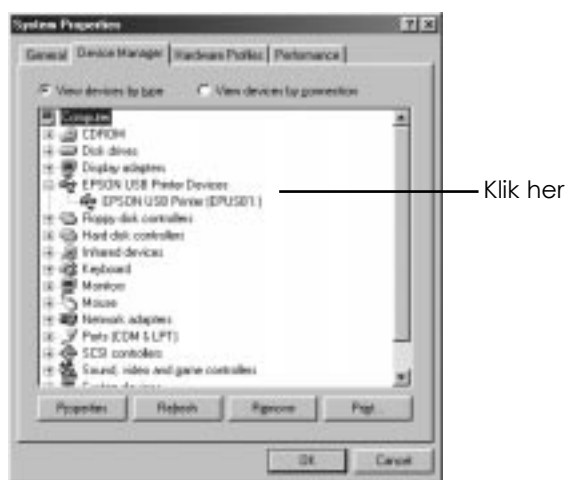 System Properties
General
Device Manager
Hardware Profiles
Performance
View devices by type
View devices by connection
Computer
CDROM
Disk drives
Display adapters
EPSON USB Printer Devices
Klik her
EPSON USB Printer (EPUSB1:)
Floppy disk controllers
Hard disk controllers
Infrared devices
Keyboard
Monitors
Mouse
Network adapters
Ports (COM & LPT)
SCSI controllers
Sound, video and game controllers
System devices
Properties
Refresh
Remove
Print...
OK
Cancel